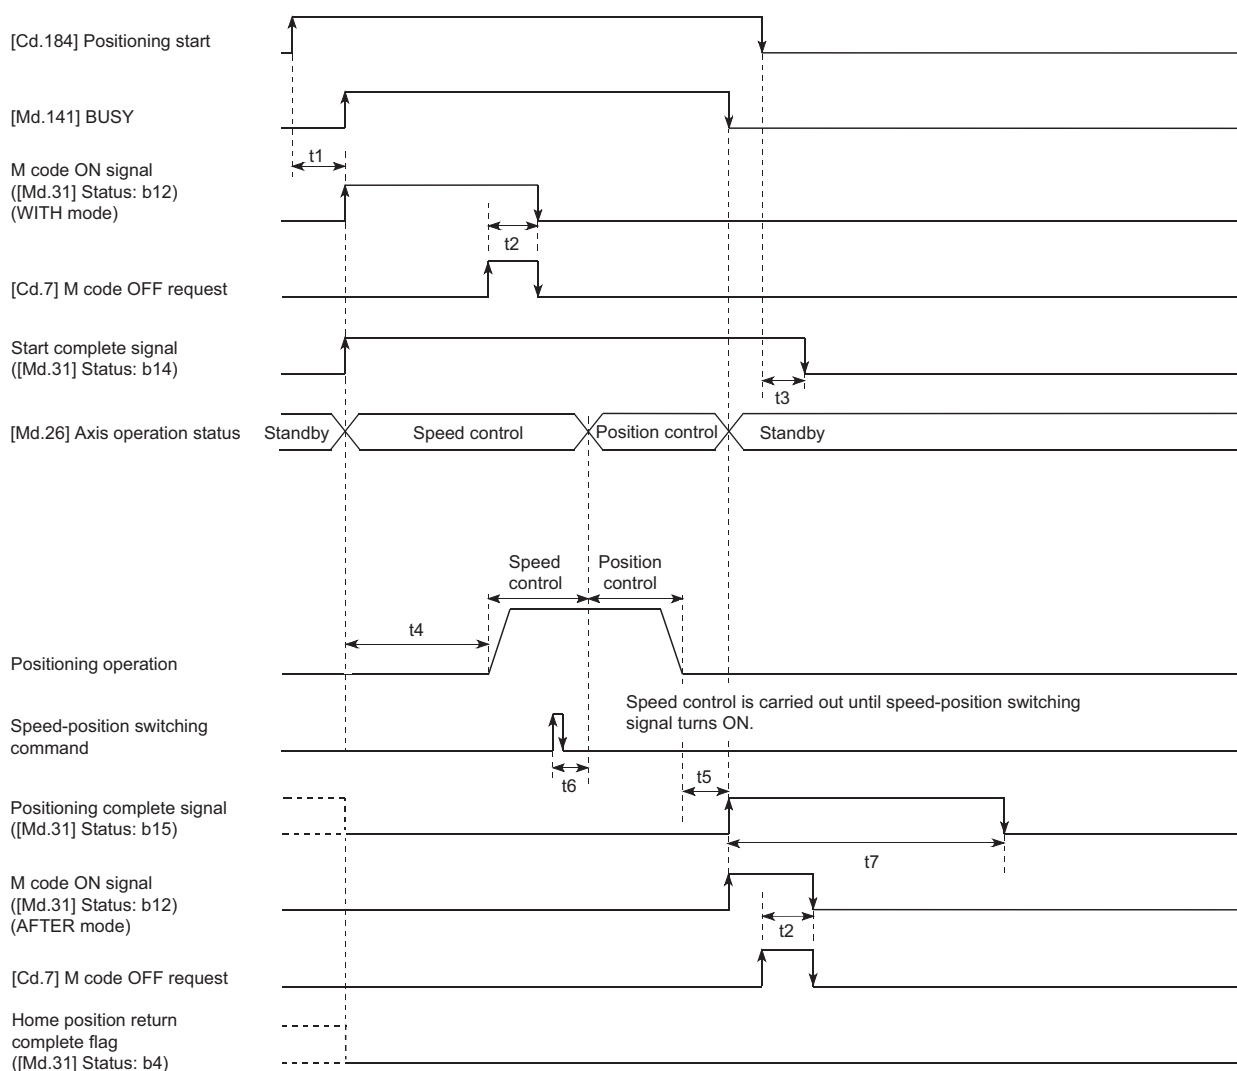 [Cd.184] Positioning start
[Md.141] BUSY
t1
M code ON signal
([Md.31] Status: b12)
(WITH mode)
t2
[Cd.7] M code OFF request
Start complete signal
([Md.31] Status: b14)
t3
[Md.26] Axis operation status Standby Speed control Position control Standby
Speed control
Position control
t4
Positioning operation
Speed control is carried out until speed-position switching
signal turns ON.
Speed-position switching
command
t6
t5
Positioning complete signal
([Md.31] Status: b15)
t7
M code ON signal
([Md.31] Status: b12)
(AFTER mode)
t2
[Cd.7] M code OFF request
Home position return
complete flag
([Md.31] Status: b4)